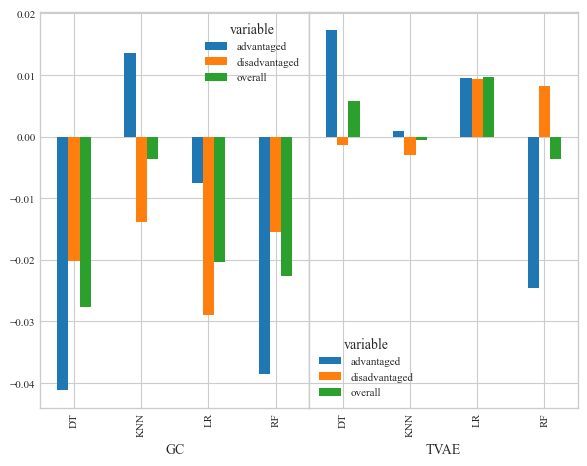 0.02
0.01
0.00
−0.01
−0.02
−0.03
−0.04
variable
advantaged
disadvantaged
overall
variable
advantaged
disadvantaged
overall
DT
KNN
LR
RF
DT
KNN
LR
RF
GC
TVAE